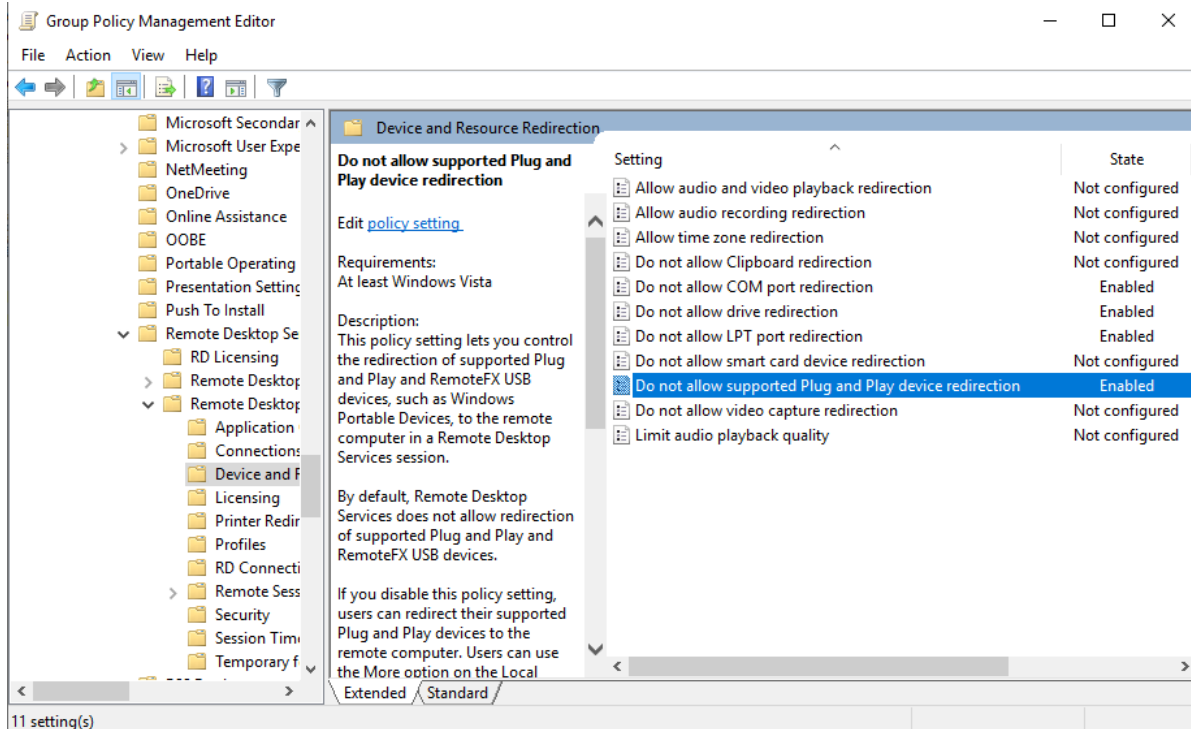 Group Policy Management Editor
File Action View Help
Microsoft Secondar
Microsoft User Expe
NetMeeting
OneDrive
Online Assistance
OOBE
Portable Operating
Presentation Setting
Push To Install
Remote Desktop Se
RD Licensing
Remote Desktop
Remote Desktop
Application
Connections
Device and R
Licensing
Printer Redir
Profiles
RD Connecti
Remote Sess
Security
Session Time
Temporary f
Device and Resource Redirection
Do not allow supported Plug and
Play device redirection
Edit policy setting
Requirements:
At least Windows Vista
Description:
This policy setting lets you control
the redirection of supported Plug
and Play and RemoteFX USB
devices, such as Windows
Portable Devices, to the remote
computer in a Remote Desktop
Services session.
By default, Remote Desktop
Services does not allow redirection
of supported Plug and Play and
RemoteFX USB devices.
If you disable this policy setting,
users can redirect their supported
Plug and Play devices to the
remote computer. Users can use
the More option on the Local
Setting State
Allow audio and video playback redirection Not configured
Allow audio recording redirection Not configured
Allow time zone redirection Not configured
Do not allow Clipboard redirection Not configured
Do not allow COM port redirection Enabled
Do not allow drive redirection Enabled
Do not allow LPT port redirection Enabled
Do not allow smart card device redirection Not configured
Do not allow supported Plug and Play device redirection Enabled
Do not allow video capture redirection Not configured
Limit audio playback quality Not configured
Extended Standard
11 setting(s)